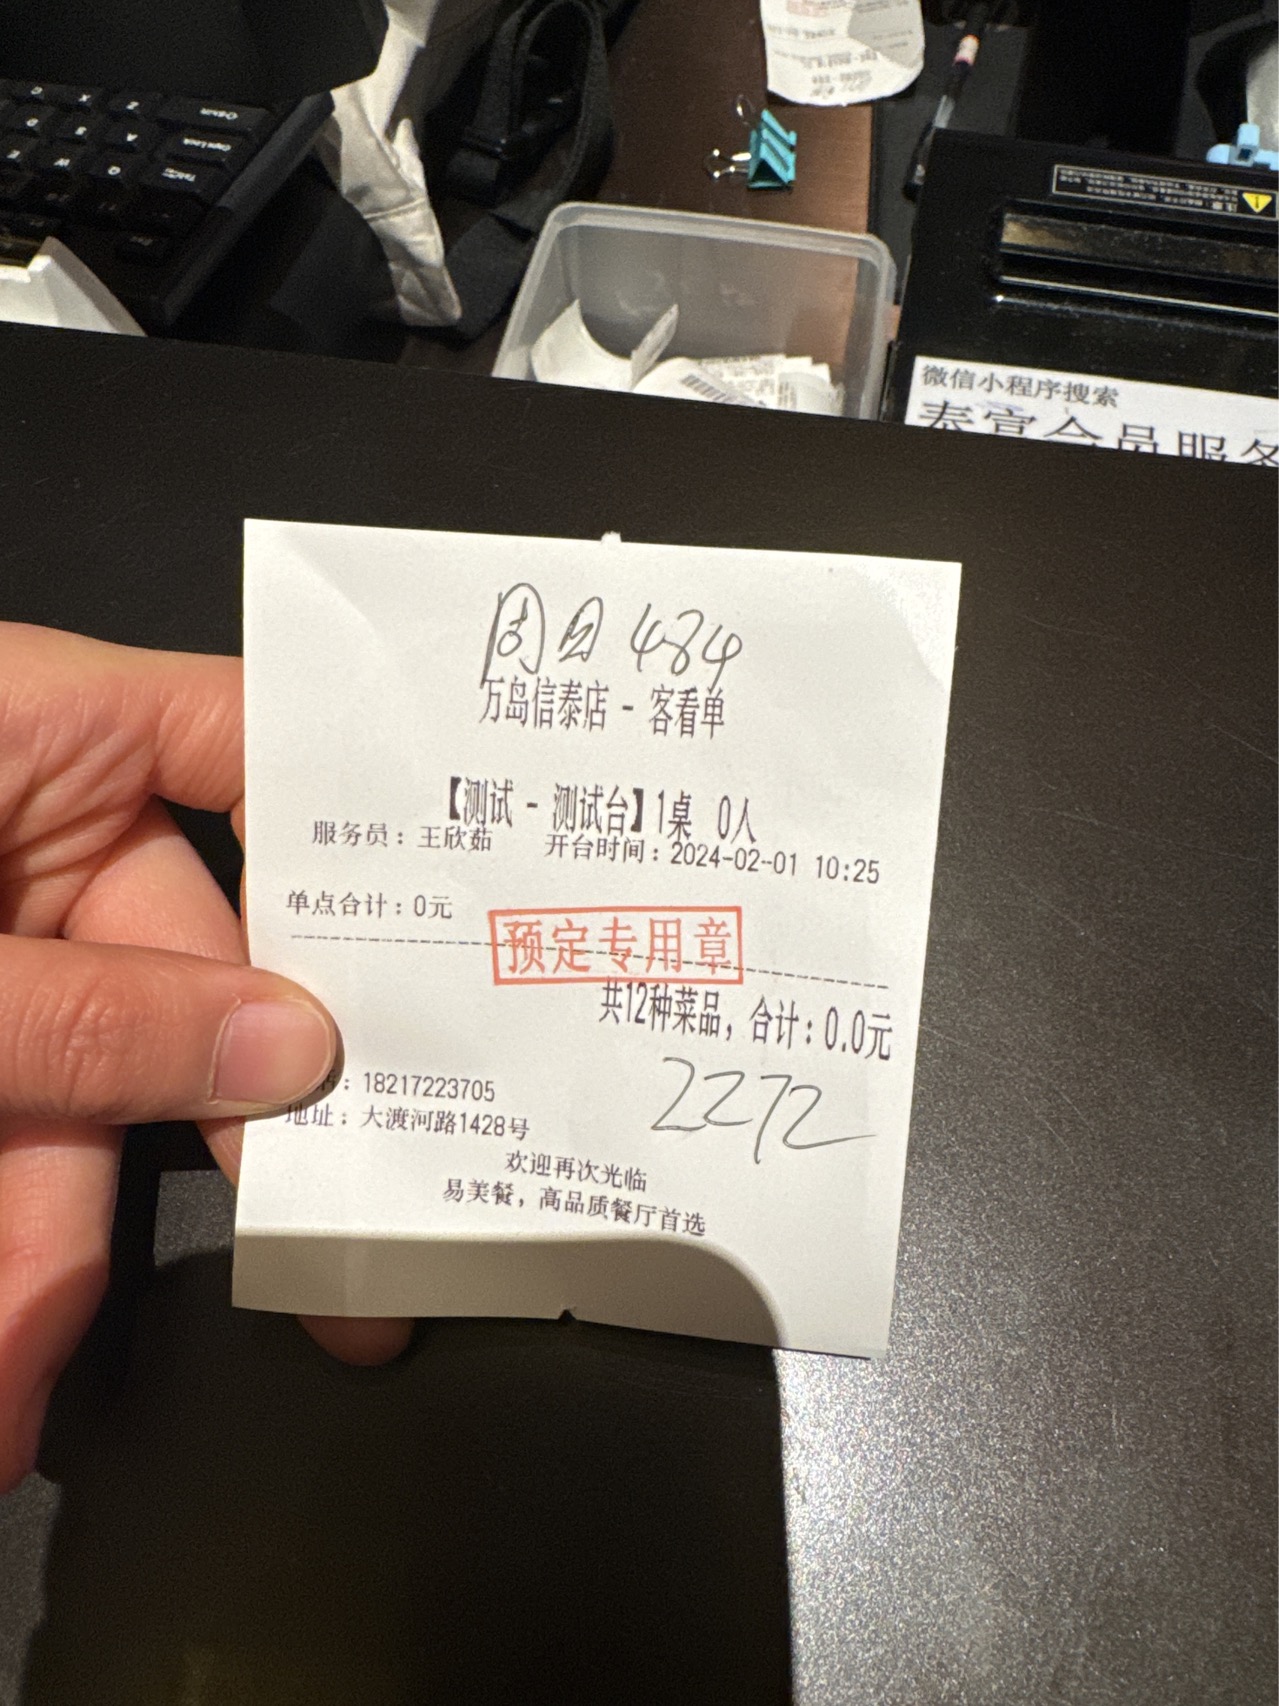 微信小程序搜索
周日 484
万岛信泰店 - 客看单
【测试 - 测试台】1桌 0人
服务员：王欣茹 开台时间：2024-02-01 10:25
单点合计：0元
预定专用章
共12种菜品，合计：0.0元
2272
：18217223705
地址：大渡河路1428号
欢迎再次光临
易美餐，高品质餐厅首选